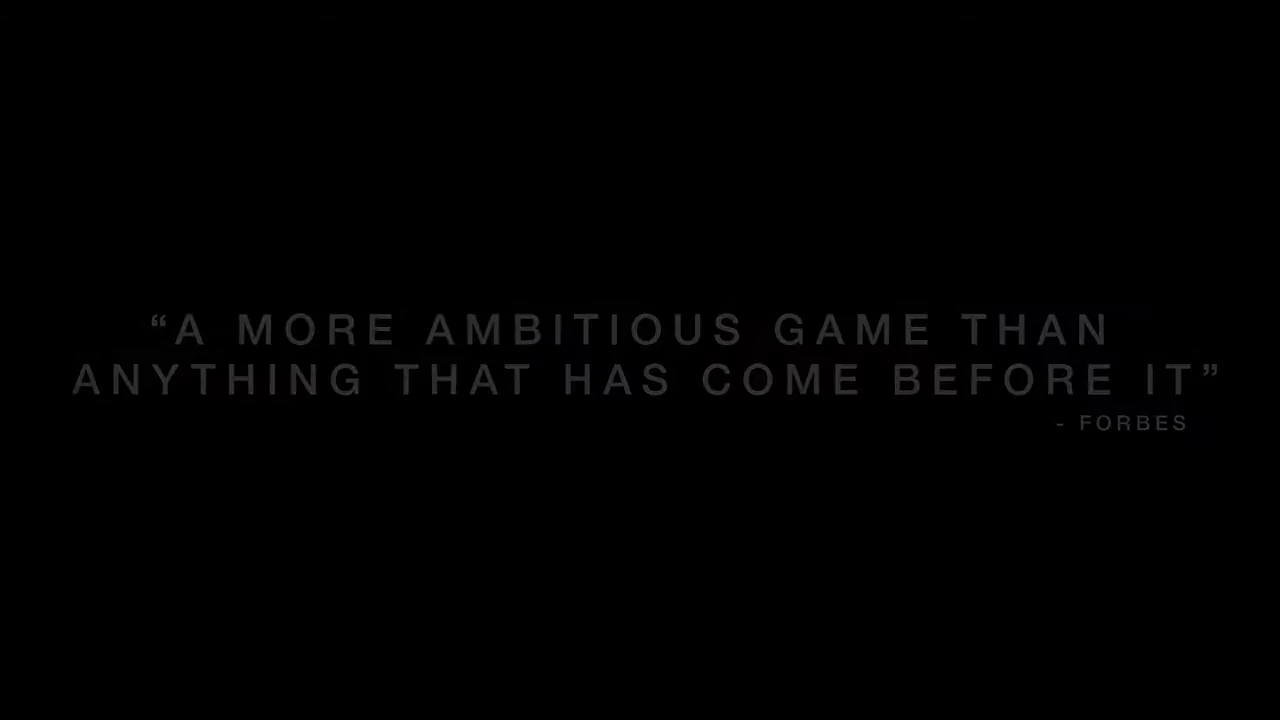 “A MORE AMBITIOUS GAME THAN
ANYTHING THAT HAS COME BEFORE IT”
- FORBES